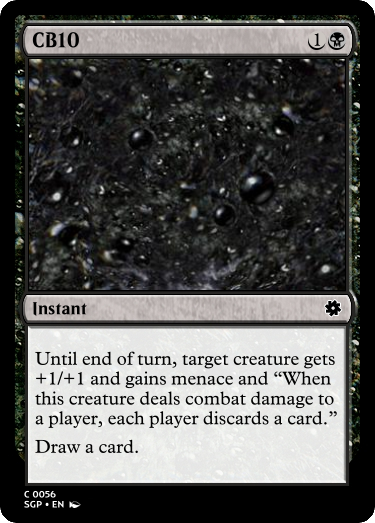 CB10 1
Instant
Until end of turn, target creature gets
+1/+1 and gains menace and “When
this creature deals combat damage to
a player, each player discards a card.”
Draw a card.
C 0056
SGP • EN